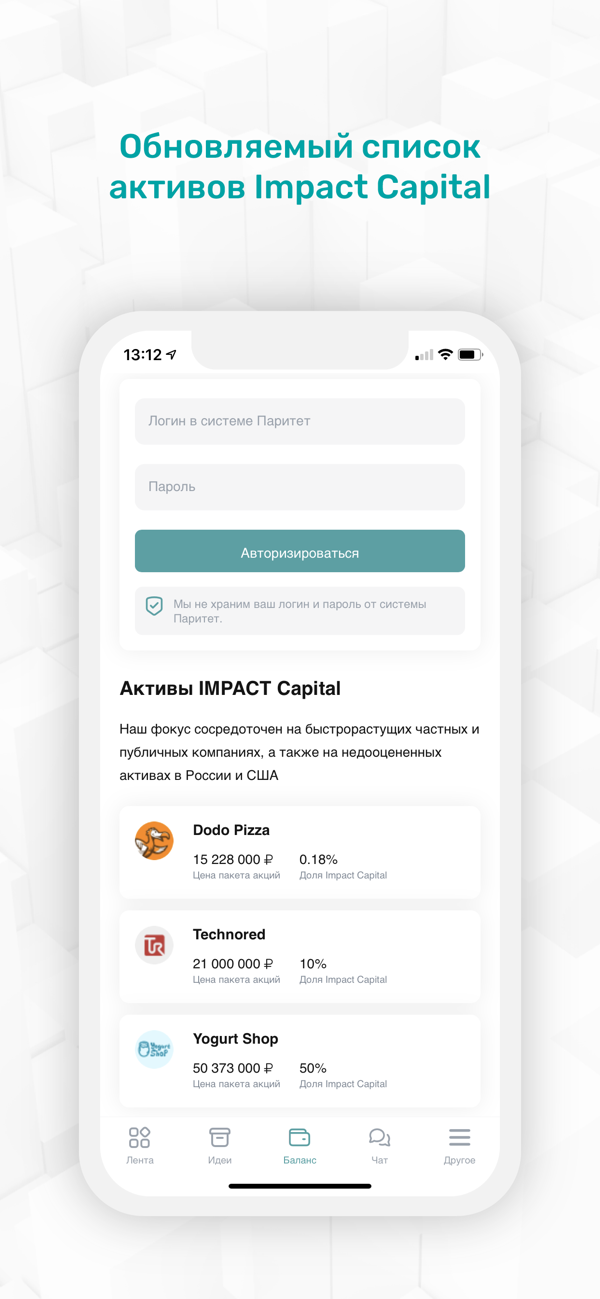 Обновляемый список
активов Impact Capital
13:12
Логин в системе Паритет
Пароль
Авторизироваться
Мы не храним ваш логин и пароль от системы
Паритет.
Активы IMPACT Capital
Наш фокус сосредоточен на быстрорастущих частных и
публичных компаниях, а также на недооцененных
активах в России и США
Dodo Pizza
15 228 000 ₽ 0.18%
Цена пакета акций Доля Impact Capital
TR
Technored
21 000 000 ₽ 10%
Цена пакета акций Доля Impact Capital
Yogurt
Shop
Yogurt Shop
50 373 000 ₽ 50%
Цена пакета акций Доля Impact Capital
Лента Идеи Баланс Чат Другое